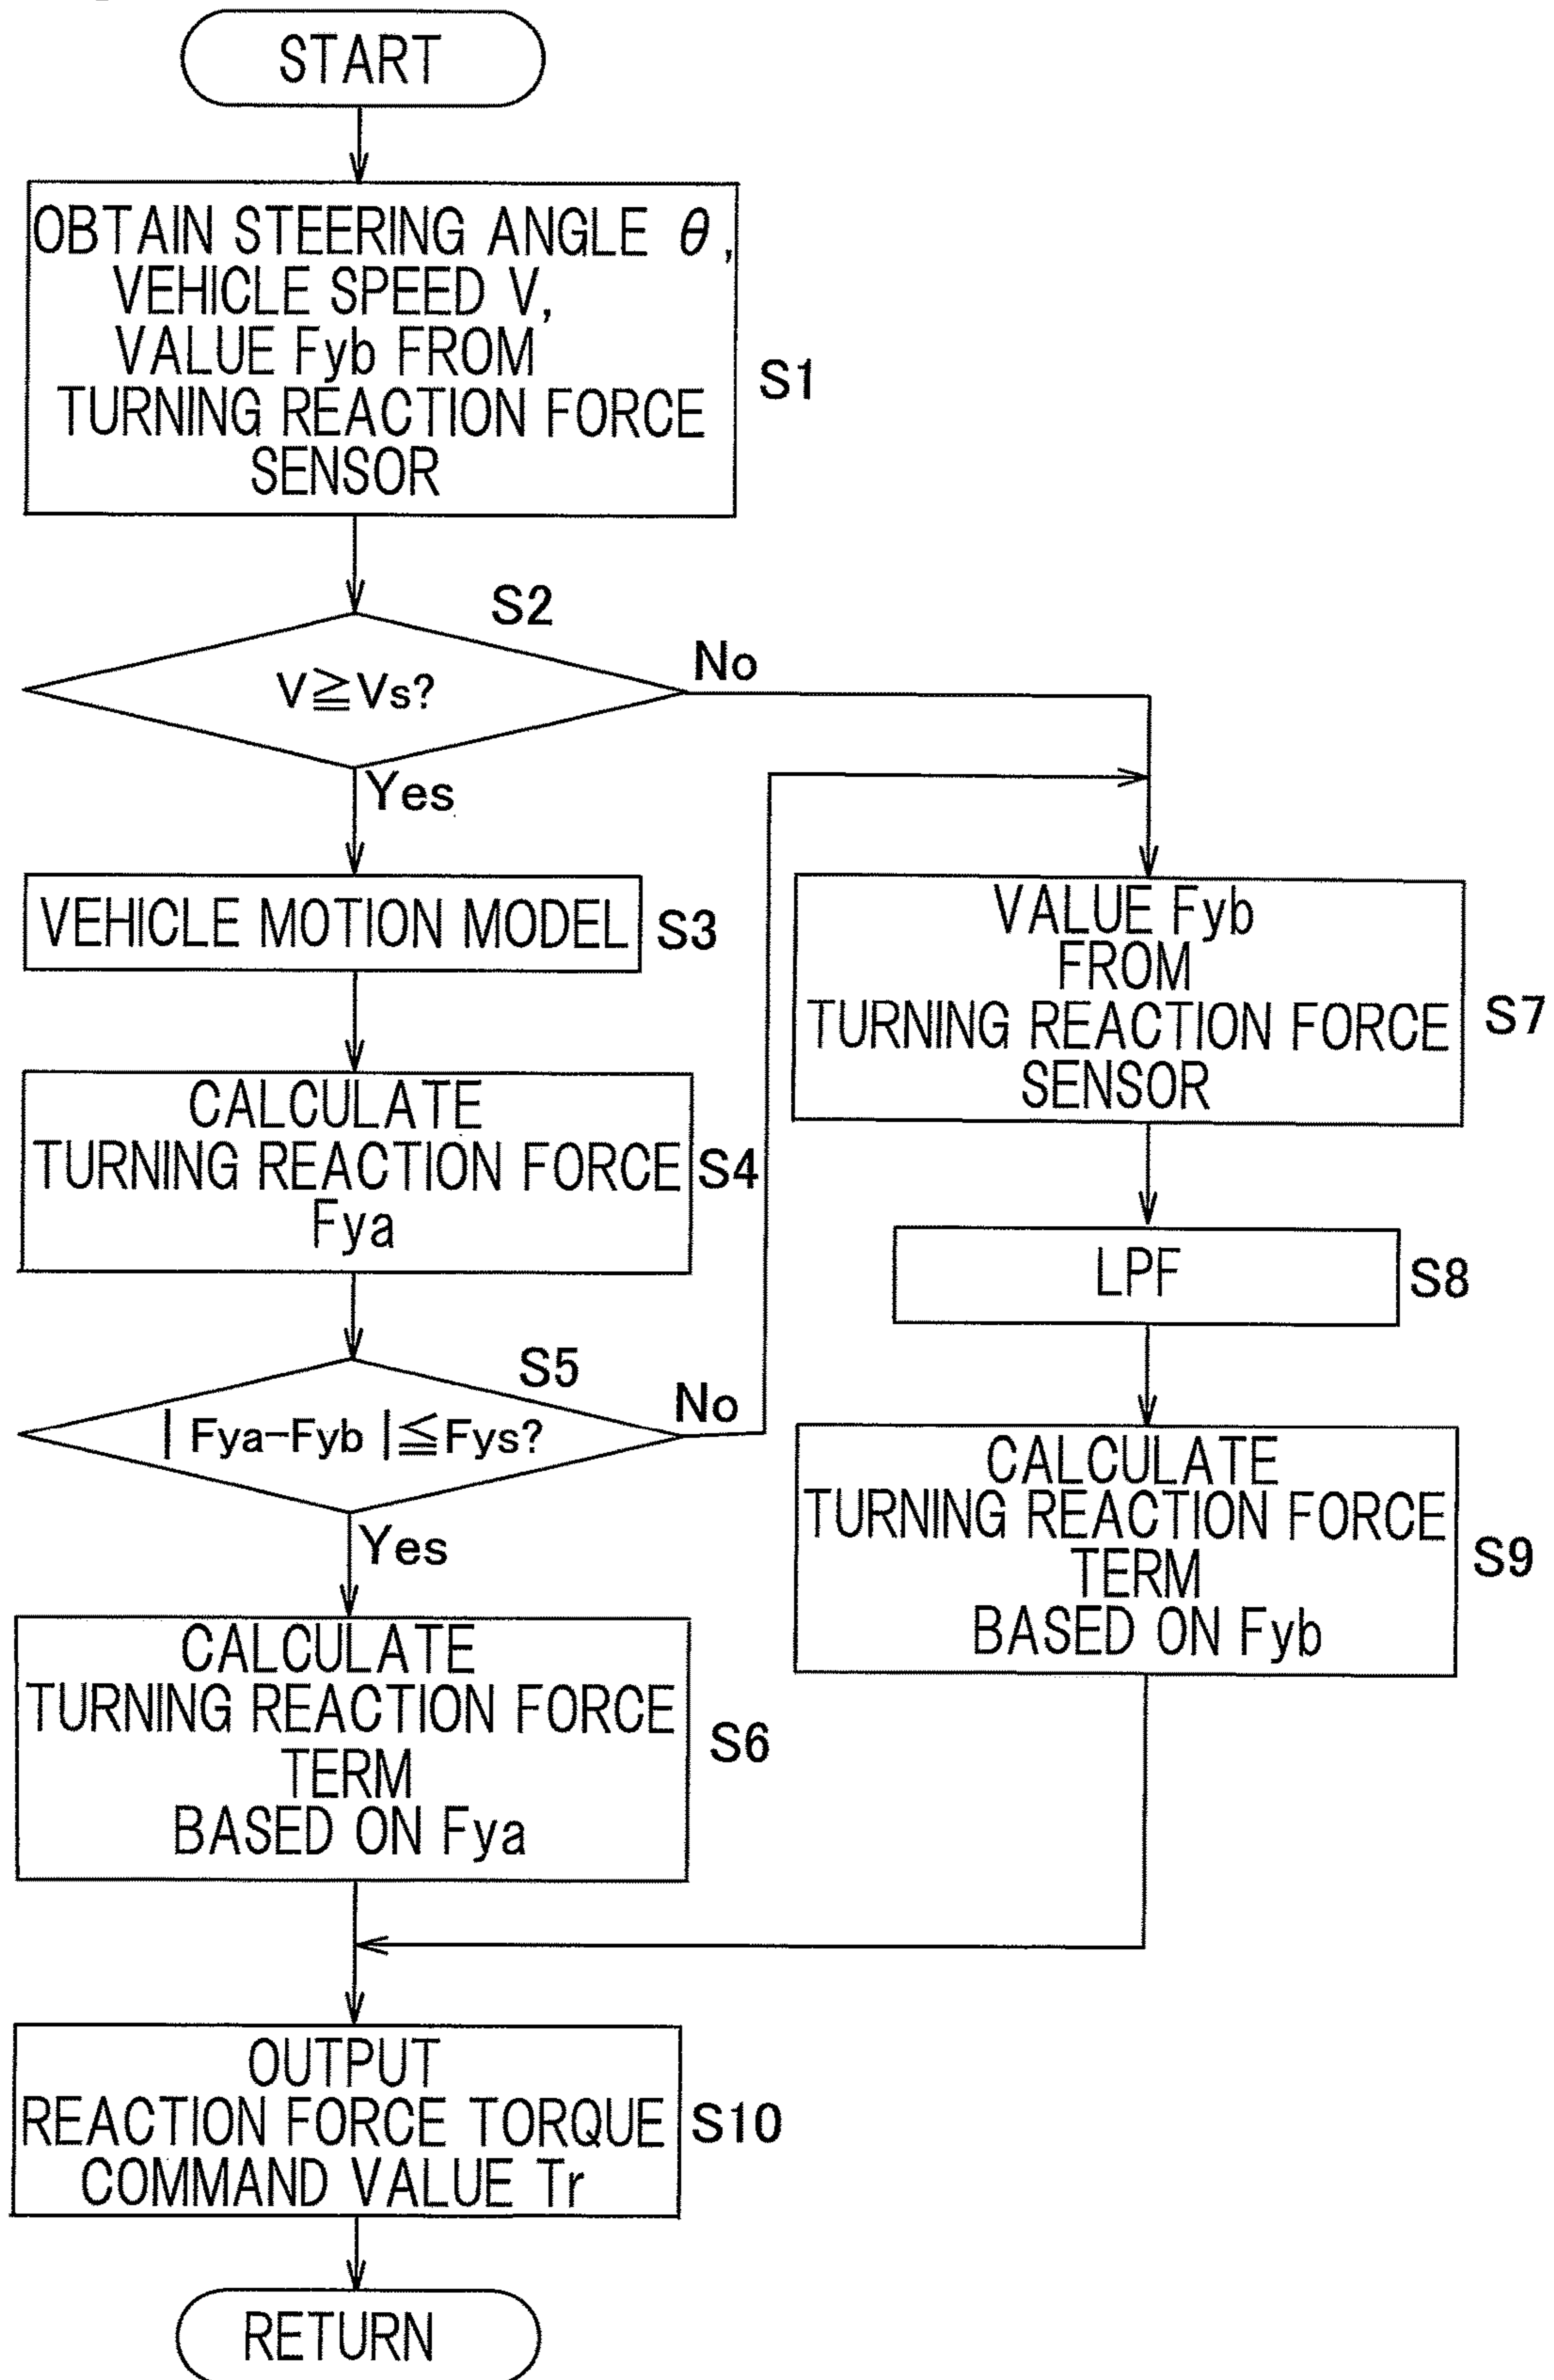 START
OBTAIN STEERING ANGLE θ,
VEHICLE SPEED V,
VALUE Fyb FROM
TURNING REACTION FORCE
SENSOR
S1
S2
V≧Vs?
No
Yes
VEHICLE MOTION MODEL
S3
CALCULATE
TURNING REACTION FORCE
Fya
S4
S5
|Fya-Fyb|≦Fys?
No
Yes
CALCULATE
TURNING REACTION FORCE
TERM
BASED ON Fya
S6
VALUE Fyb
FROM
TURNING REACTION FORCE
SENSOR
S7
LPF
S8
CALCULATE
TURNING REACTION FORCE
TERM
BASED ON Fyb
S9
OUTPUT
REACTION FORCE TORQUE
COMMAND VALUE Tr
S10
RETURN